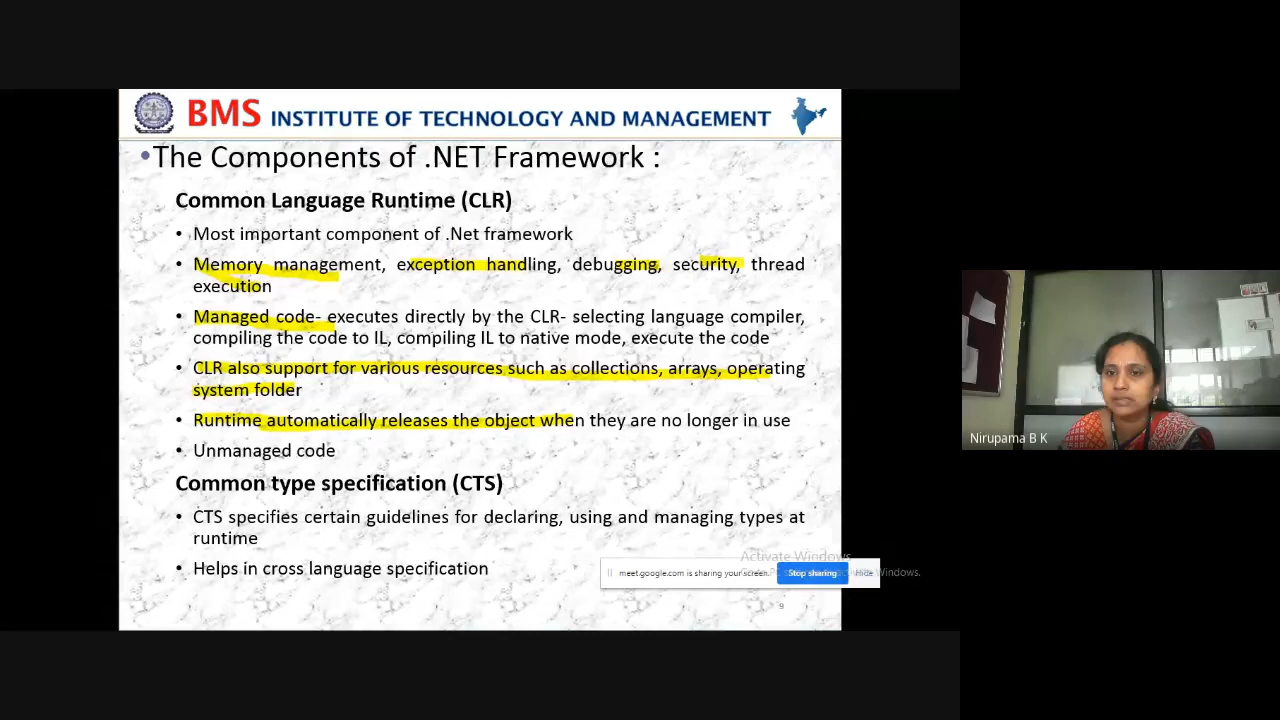 BMS INSTITUTE OF TECHNOLOGY AND MANAGEMENT
•The Components of .NET Framework :
Common Language Runtime (CLR)
• Most important component of .Net framework
• Memory management, exception handling, debugging, security, thread
execution
• Managed code- executes directly by the CLR- selecting language compiler,
compiling the code to IL, compiling IL to native mode, execute the code
• CLR also support for various resources such as collections, arrays, operating
system folder
• Runtime automatically releases the object when they are no longer in use
• Unmanaged code
Common type specification (CTS)
• CTS specifies certain guidelines for declaring, using and managing types at
runtime
• Helps in cross language specification
Activate Windows
meet.google.com is sharing your screen. Stop sharing Hide Windows.
9
Nirupama B K